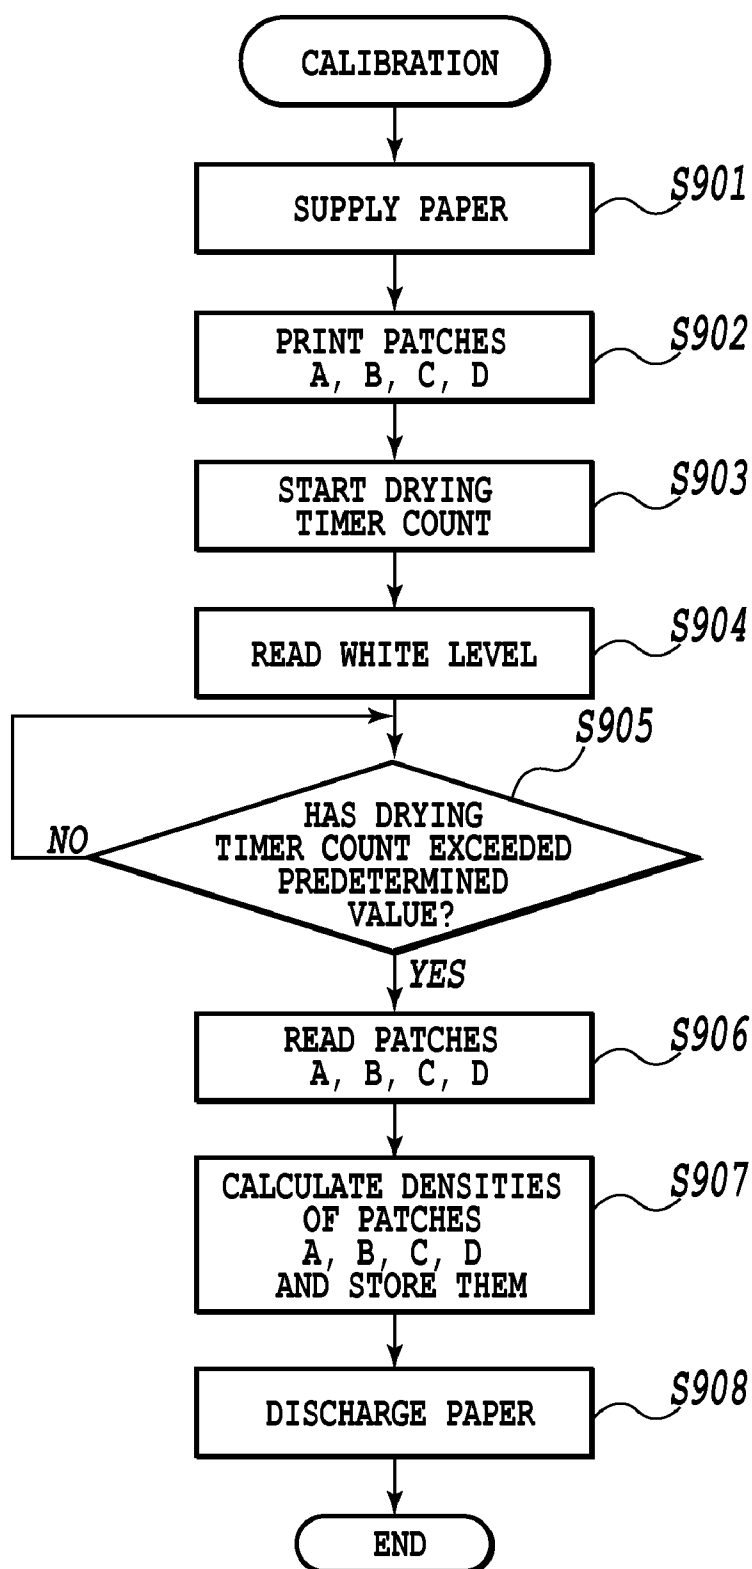 CALIBRATION
SUPPLY PAPER
S901
PRINT PATCHES
A, B, C, D
S902
START DRYING
TIMER COUNT
S903
READ WHITE LEVEL
S904
S905
HAS DRYING
TIMER COUNT EXCEEDED
PREDETERMINED
VALUE?
NO
YES
READ PATCHES
A, B, C, D
S906
CALCULATE DENSITIES
OF PATCHES
A, B, C, D
AND STORE THEM
S907
DISCHARGE PAPER
S908
END